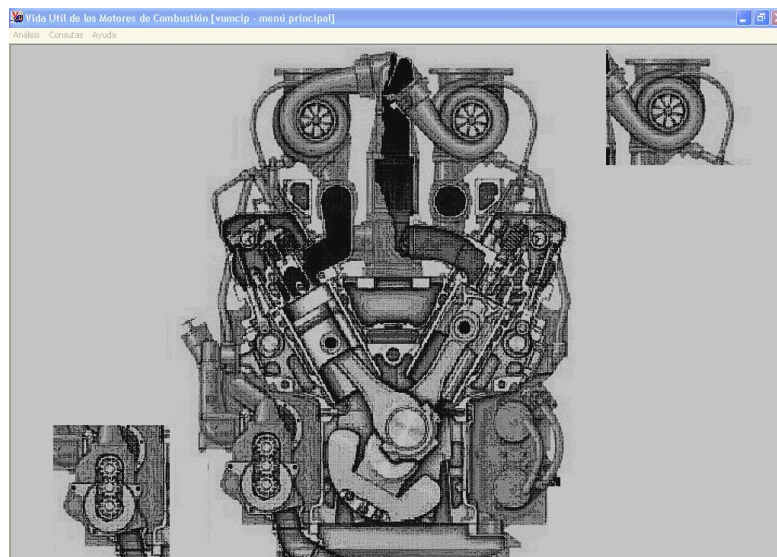 Vida Util de los Motores de Combustión [vumcip - menú principal]
Análisis Consutas Ayuda